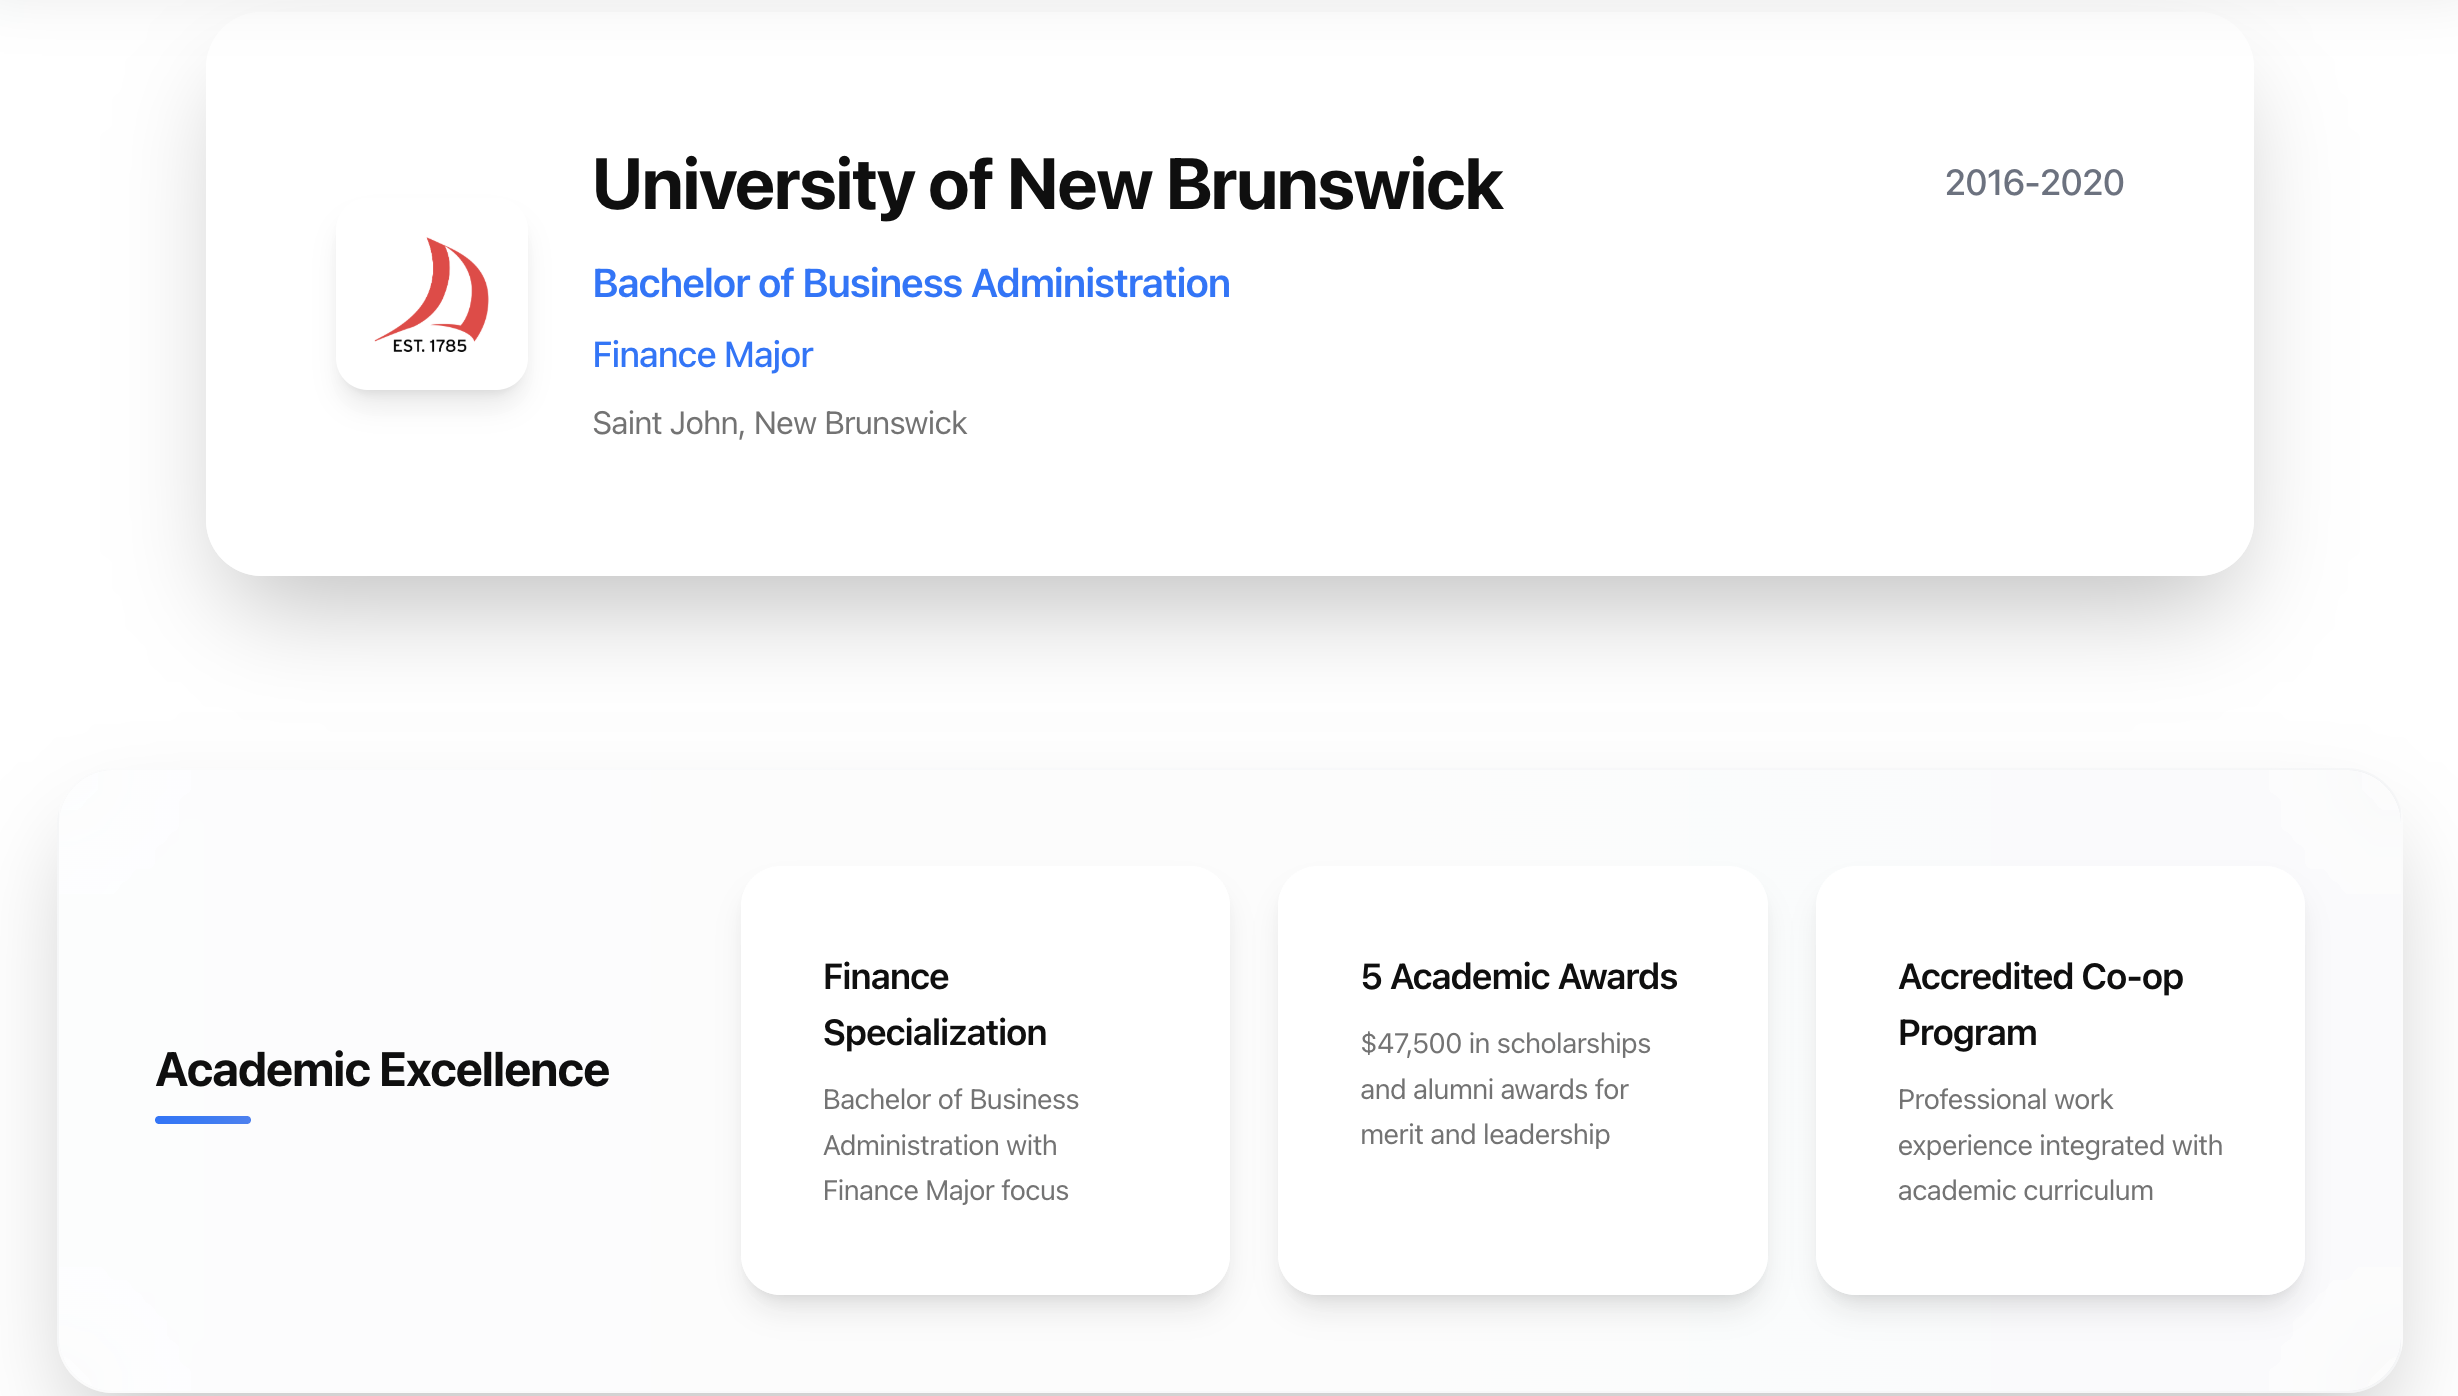 University of New Brunswick
2016-2020
Bachelor of Business Administration
Finance Major
Saint John, New Brunswick
EST. 1785
Academic Excellence
Finance
Specialization
Bachelor of Business
Administration with
Finance Major focus
5 Academic Awards
$47,500 in scholarships
and alumni awards for
merit and leadership
Accredited Co-op
Program
Professional work
experience integrated with
academic curriculum